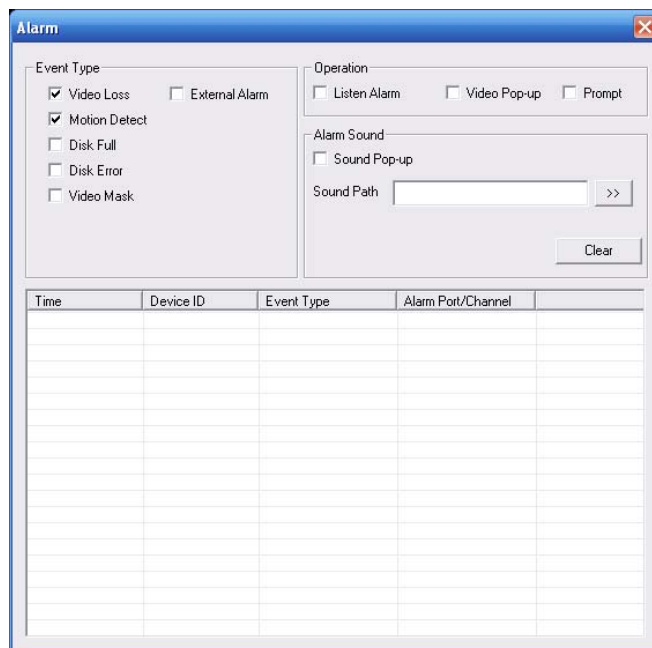 Alarm
Event Type
Video Loss External Alarm
Motion Detect
Disk Full
Disk Error
Video Mask
Operation
Listen Alarm Video Pop-up Prompt
Alarm Sound
Sound Pop-up
Sound Path >>
Clear
Time Device ID Event Type Alarm Port/Channel